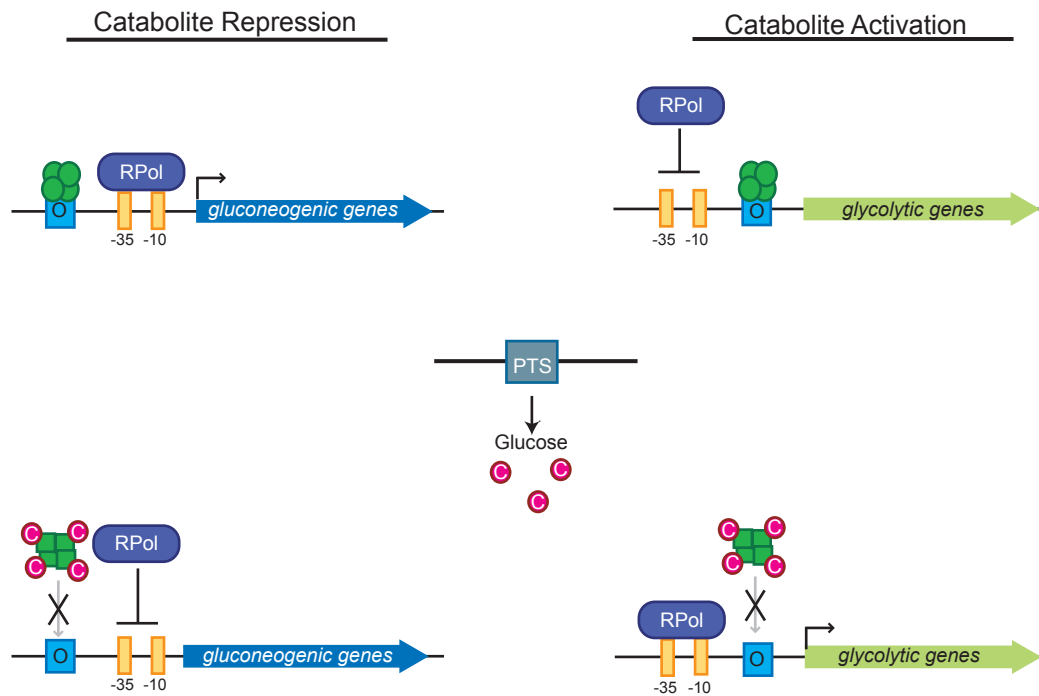 Catabolite Repression
Catabolite Activation
RPol
RPol
O
gluconeogenic genes
-35 -10
O
glycolytic genes
-35 -10
PTS
Glucose
C
C
C
C
C
C
C
RPol
O
gluconeogenic genes
-35 -10
C
C
C
C
RPol
O
glycolytic genes
-35 -10